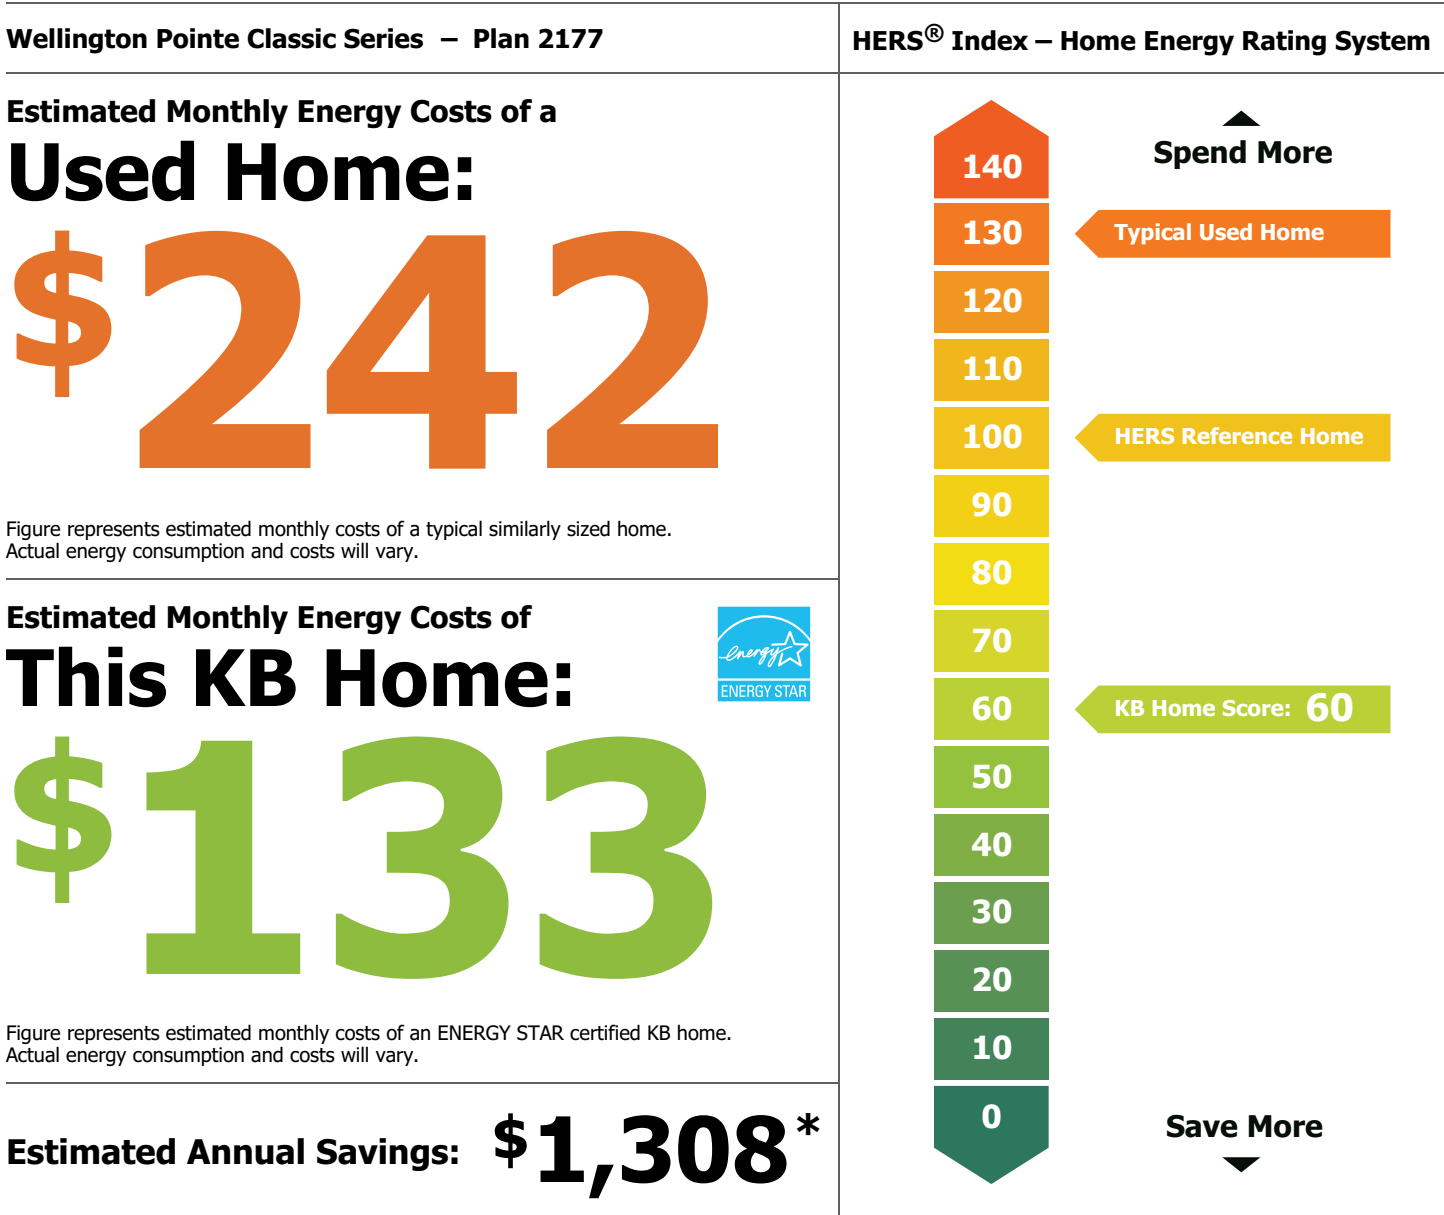 Wellington Pointe Classic Series – Plan 2177
Estimated Monthly Energy Costs of a
Used Home:
$242
Figure represents estimated monthly costs of a typical similarly sized home.
Actual energy consumption and costs will vary.
Estimated Monthly Energy Costs of
This KB Home:
energy
ENERGY STAR
$133
Figure represents estimated monthly costs of an ENERGY STAR certified KB home.
Actual energy consumption and costs will vary.
Estimated Annual Savings: $1,308*
HERS® Index – Home Energy Rating System
Spend More
140
130 Typical Used Home
120
110
100 HERS Reference Home
90
80
70
60 KB Home Score: 60
50
40
30
20
10
0
Save More